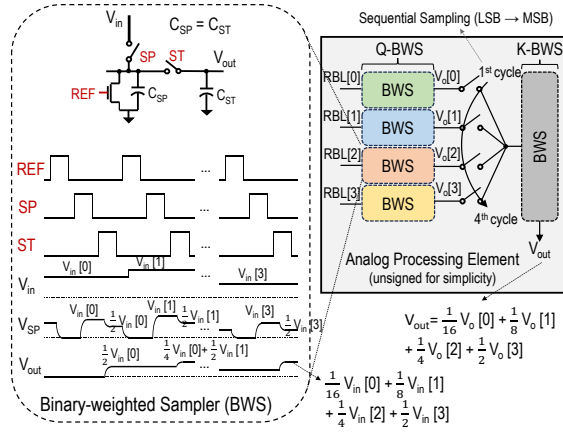 Sequential Sampling (LSB → MSB)
V_in
C_SP = C_ST
SP
ST
V_out
REF
C_SP
C_ST
Q-BWS
K-BWS
RBL[0]
BWS
V_o[0]
1st cycle
RBL[1]
BWS
V_o[1]
RBL[2]
BWS
V_o[2]
RBL[3]
BWS
V_o[3]
4th cycle
BWS
V_out
Analog Processing Element
(unsigned for simplicity)
REF
...
SP
...
ST
...
V_in
V_in [0]
V_in [1]
...
V_in [3]
V_SP
V_in [0]
1/2 V_in [0]
V_in [1]
1/2 V_in [1]
...
V_in [3]
1/2 V_in [3]
V_out
1/2 V_in [0]
1/4 V_in [0]+1/2 V_in [1]
...
Binary-weighted Sampler (BWS)
V_out= 1/16 V_o [0] + 1/8 V_o [1]
+ 1/4 V_o [2] + 1/2 V_o [3]
1/16 V_in [0] + 1/8 V_in [1]
+ 1/4 V_in [2] + 1/2 V_in [3]